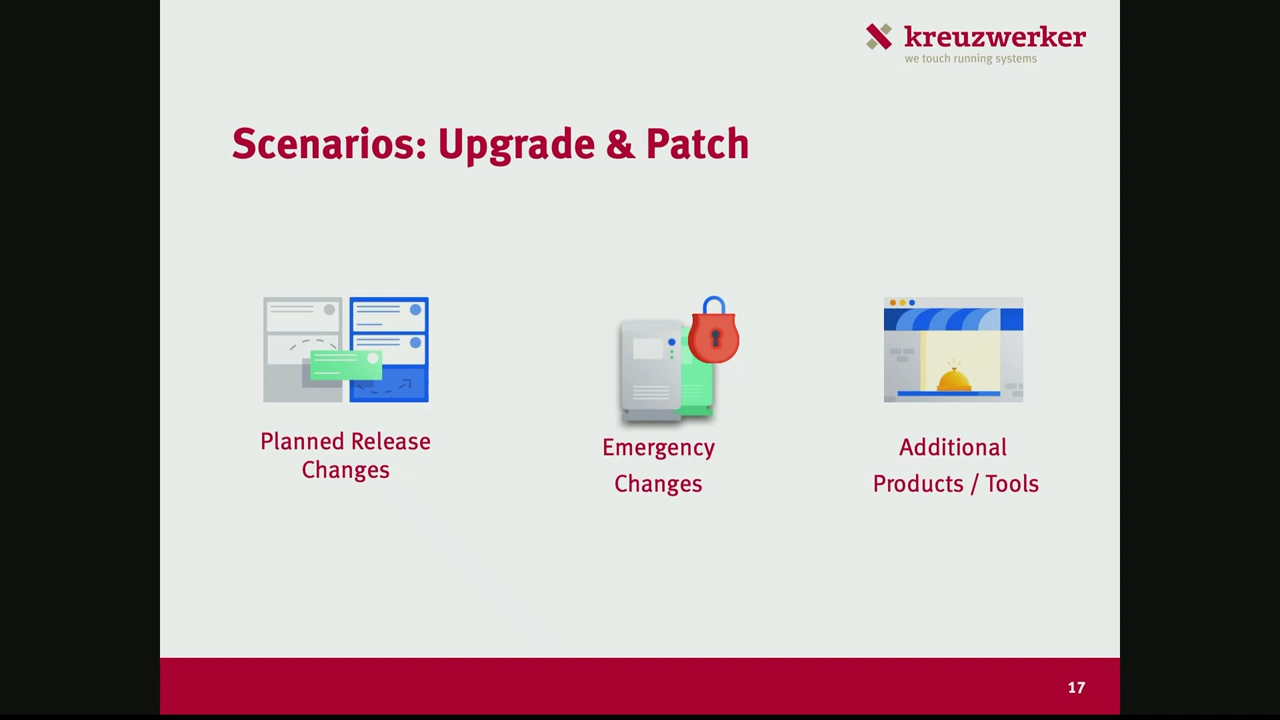 kreuzwerker
we touch running systems
Scenarios: Upgrade & Patch
Planned Release
Changes
Emergency
Changes
Additional
Products / Tools
17